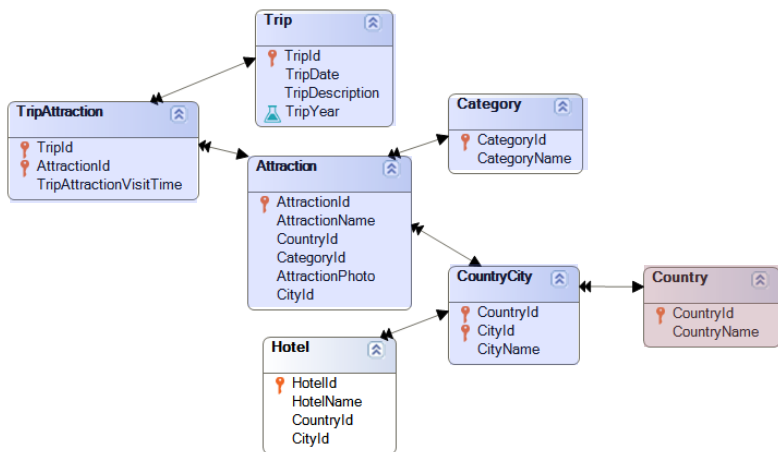 Trip
TripId
TripDate
TripDescription
TripYear
TripAttraction
TripId
AttractionId
TripAttractionVisitTime
Category
CategoryId
CategoryName
Attraction
AttractionId
AttractionName
CountryId
CategoryId
AttractionPhoto
CityId
CountryCity
CountryId
CityId
CityName
Country
CountryId
CountryName
Hotel
HotelId
HotelName
CountryId
CityId